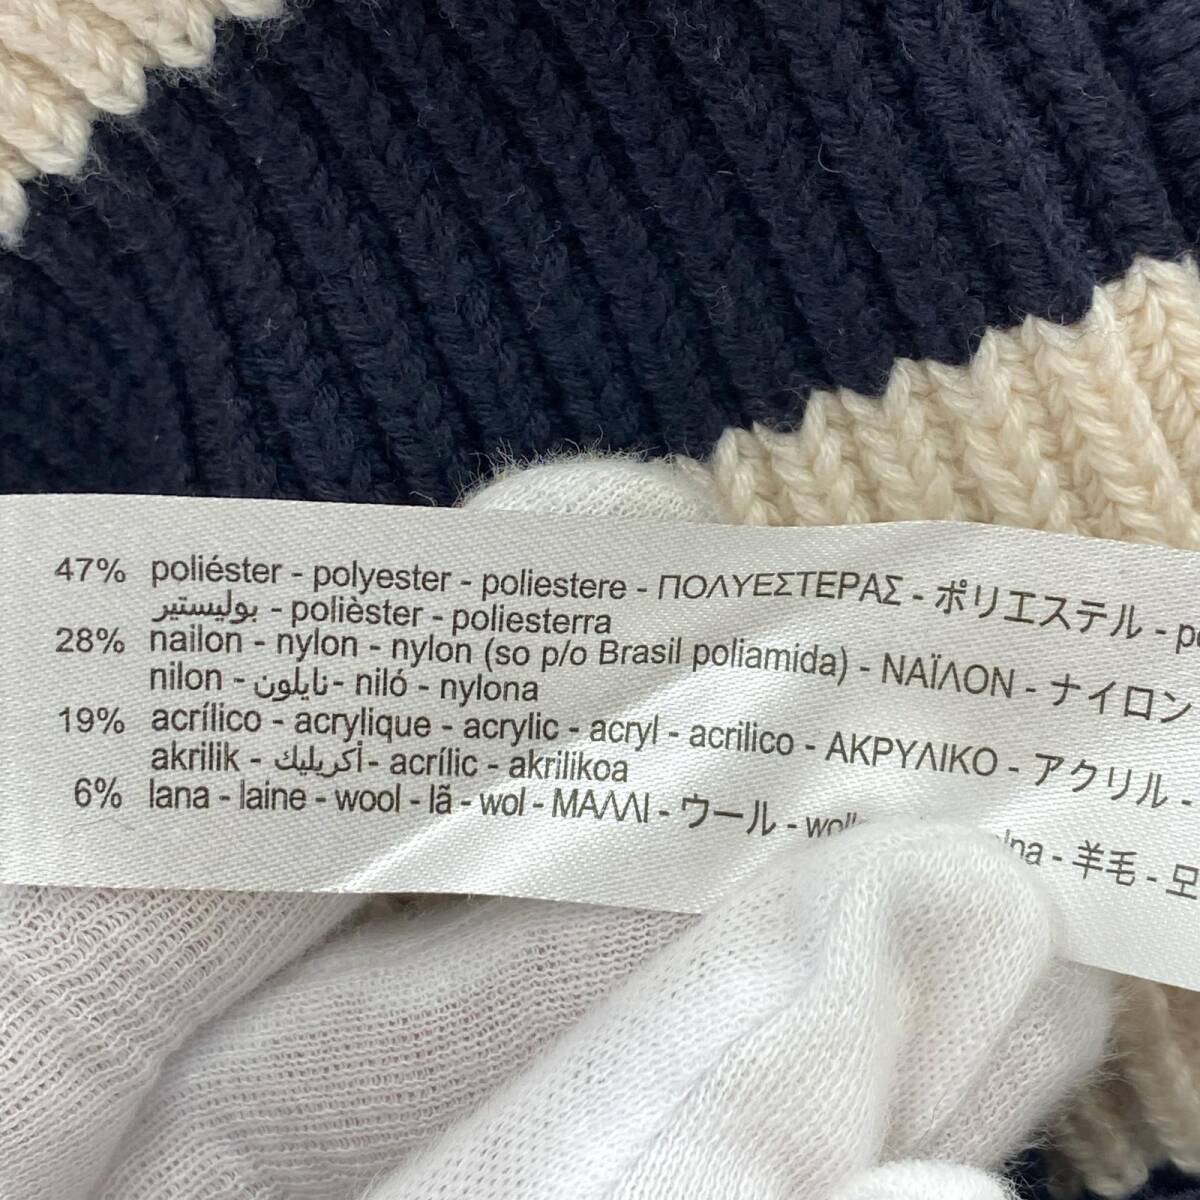 47% poliéster - polyester - poliestere - ΠΟΛΥΕΣΤΕΡΑΣ - ポリエステル -
بوليستير - polièster - poliesterra
28% nailon - nylon - nylon (so p/o Brasil poliamida) - ΝΑΪΛΟΝ - ナイロン
nilon - نايلون - niló - nylona
19% acrílico - acrylique - acrylic - acryl - acrilico - ΑΚΡΥΛΙΚΟ - アクリル -
akrilik - أكريليك - acrílic - akrilikoa
6% lana - laine - wool - lã - wol - ΜΑΛΛΙ - ウール - - 羊毛 -